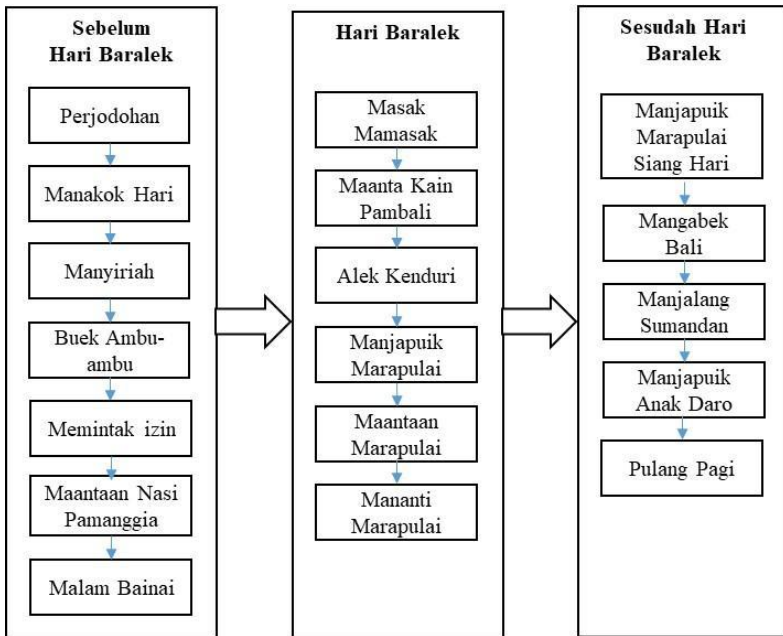 Sebelum
Hari Baralek
Perjodohan
Manakok Hari
Manyiriah
Buek Ambu-
ambu
Memintak izin
Maantaan Nasi
Pamanggia
Malam Bainai
Hari Baralek
Masak
Mamasak
Maanta Kain
Pambali
Alek Kenduri
Manjapuik
Marapulai
Maantaan
Marapulai
Mananti
Marapulai
Sesudah Hari
Baralek
Manjapuik
Marapulai
Siang Hari
Mangabek
Bali
Manjalang
Sumandan
Manjapuik
Anak Daro
Pulang Pagi